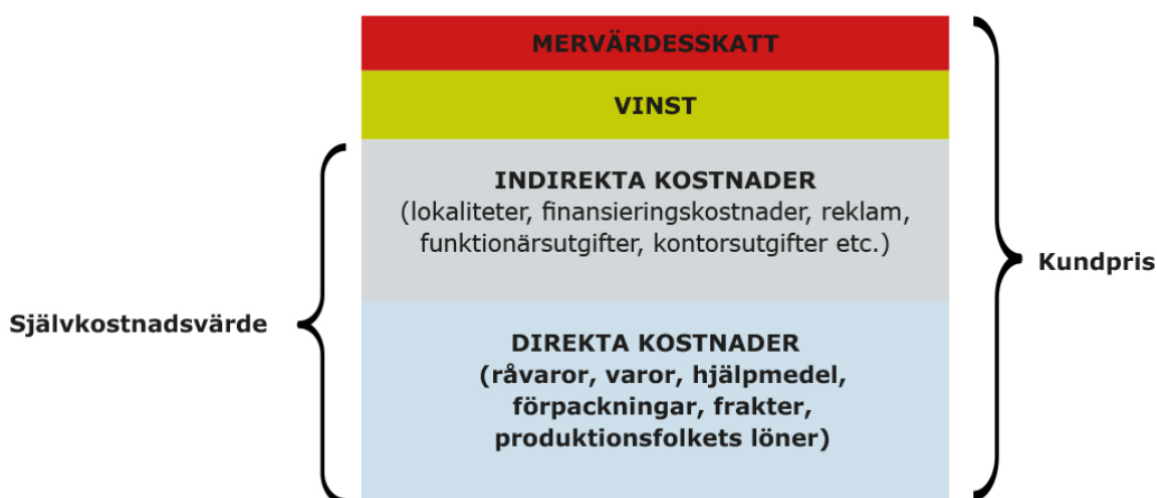 MERVÄRDESSKATT
VINST
INDIREKTA KOSTNADER
(lokaliteter, finansieringskostnader, reklam,
funktionärsutgifter, kontorsutgifter etc.)
Kundpris
Självkostnadsvärde
DIREKTA KOSTNADER
(råvaror, varor, hjälpmedel,
förpackningar, frakter,
produktionsfolkets löner)